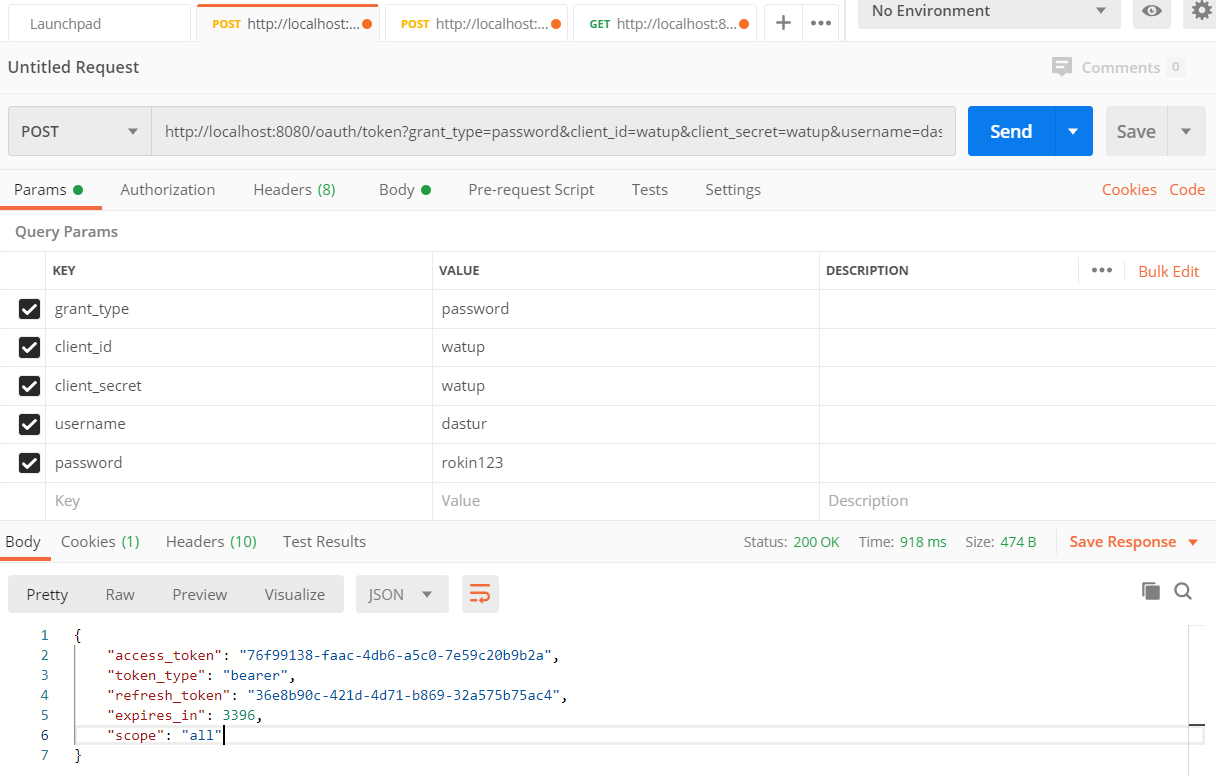 Launchpad POST http://localhost:... POST http://localhost:... GET http://localhost:8... + ••• No Environment
Untitled Request Comments 0
POST http://localhost:8080/oauth/token?grant_type=password&client_id=watup&client_secret=watup&username=das Send Save
Params Authorization Headers (8) Body Pre-request Script Tests Settings Cookies Code
Query Params
KEY VALUE DESCRIPTION ••• Bulk Edit
grant_type password
client_id watup
client_secret watup
username dastur
password rokin123
Key Value Description
Body Cookies (1) Headers (10) Test Results Status: 200 OK Time: 918 ms Size: 474 B Save Response
Pretty Raw Preview Visualize JSON
1 {
2 "access_token": "76f99138-faac-4db6-a5c0-7e59c20b9b2a",
3 "token_type": "bearer",
4 "refresh_token": "36e8b90c-421d-4d71-b869-32a575b75ac4",
5 "expires_in": 3396,
6 "scope": "all"
7 }